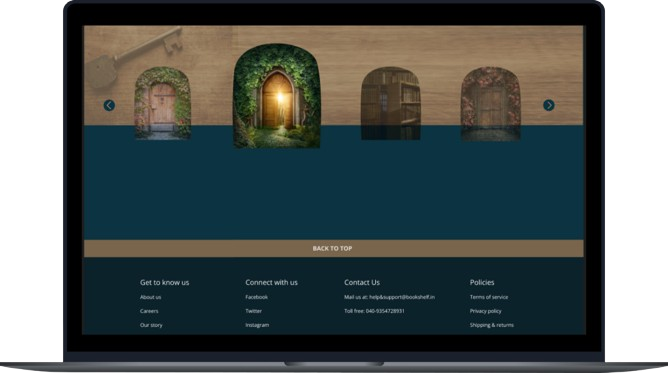 BACK TO TOP
Get to know us
Connect with us
Contact Us
Policies
About us
Facebook
Mail us at: help&support@bookshelf.in
Terms of service
Careers
Twitter
Toll free: 040-9354728931
Privacy policy
Our story
Instagram
Shipping & returns